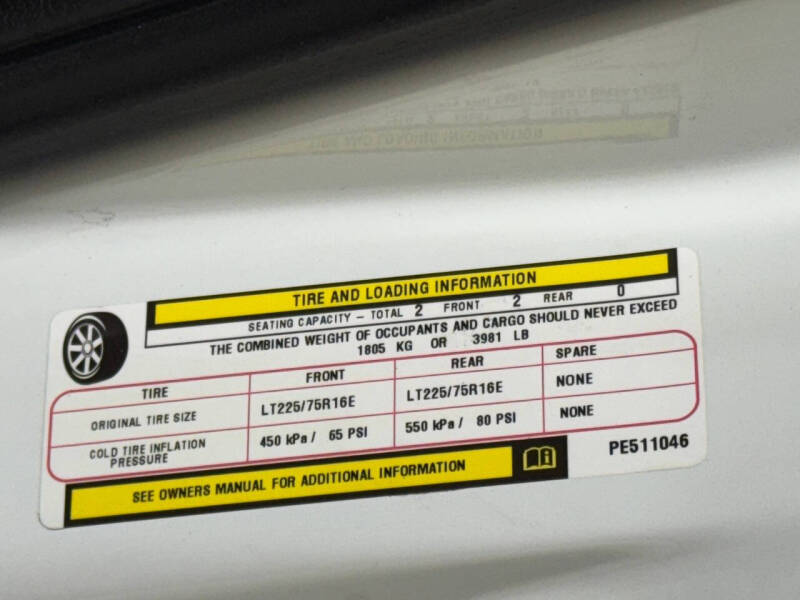 TIRE AND LOADING INFORMATION
SEATING CAPACITY – TOTAL 2 FRONT 2 REAR 0
THE COMBINED WEIGHT OF OCCUPANTS AND CARGO SHOULD NEVER EXCEED
1805 KG OR 3981 LB
TIRE FRONT REAR SPARE
ORIGINAL TIRE SIZE LT225/75R16E LT225/75R16E NONE
COLD TIRE INFLATION PRESSURE 450 kPa / 65 PSI 550 kPa / 80 PSI NONE
SEE OWNERS MANUAL FOR ADDITIONAL INFORMATION
PE511046